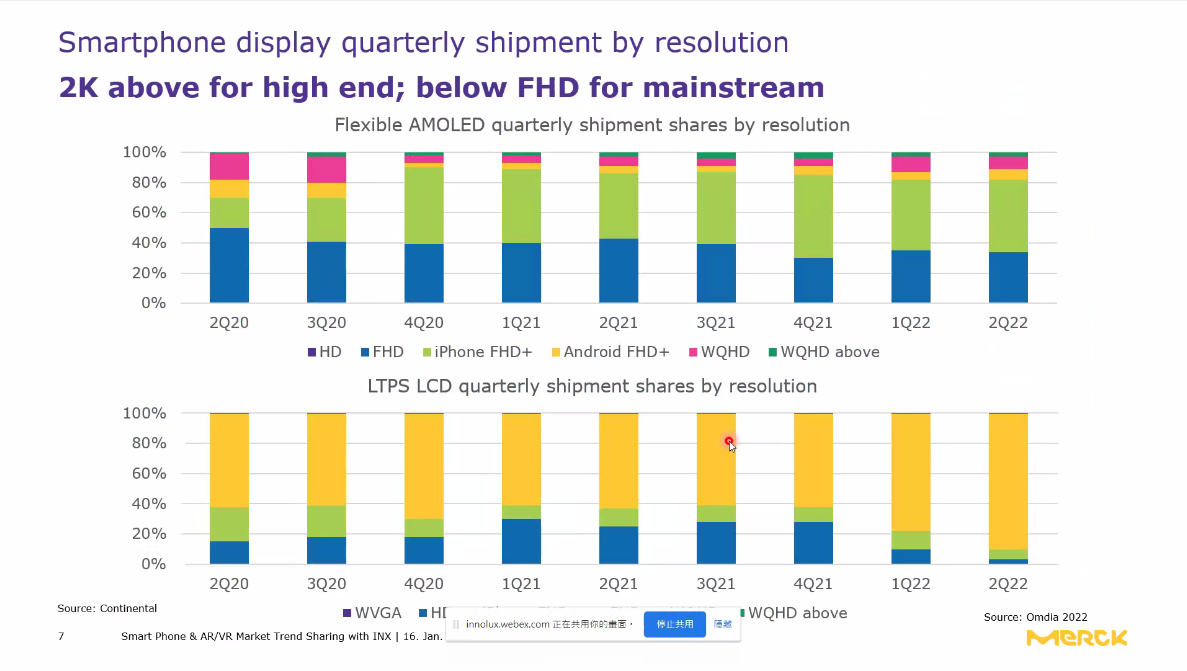 Smartphone display quarterly shipment by resolution
2K above for high end; below FHD for mainstream
Flexible AMOLED quarterly shipment shares by resolution
100%
80%
60%
40%
20%
0%
2Q20 3Q20 4Q20 1Q21 2Q21 3Q21 4Q21 1Q22 2Q22
HD FHD iPhone FHD+ Android FHD+ WQHD WQHD above
LTPS LCD quarterly shipment shares by resolution
100%
80%
60%
40%
20%
0%
2Q20 3Q20 4Q20 1Q21 2Q21 3Q21 4Q21 1Q22 2Q22
WVGA HD WQHD above
Source: Continental
Source: Omdia 2022
innolux.webex.com 正在共用你的畫面。 停止共用 隱藏
7 Smart Phone & AR/VR Market Trend Sharing with INX | 16. Jan.
MERCK